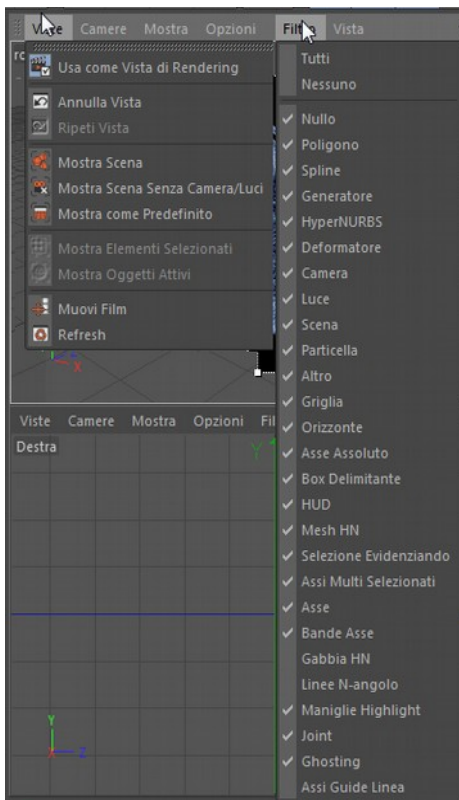 Viste Camere Mostra Opzioni Filtro Vista
Usa come Vista di Rendering
Annulla Vista
Ripeti Vista
Mostra Scena
Mostra Scena Senza Camera/Luci
Mostra come Predefinito
Mostra Elementi Selezionati
Mostra Oggetti Attivi
Muovi Film
Refresh
Tutti
Nessuno
Nullo
Poligono
Spline
Generatore
HyperNURBS
Deformatore
Camera
Luce
Scena
Particella
Altro
Griglia
Orizzonte
Asse Assoluto
Box Delimitante
HUD
Mesh HN
Selezione Evidenziando
Assi Multi Selezionati
Asse
Bande Asse
Gabbia HN
Linee N-angolo
Maniglie Highlight
Joint
Ghosting
Assi Guide Linea
X
Viste Camere Mostra Opzioni Fil
Destra
Y
Y
X Z